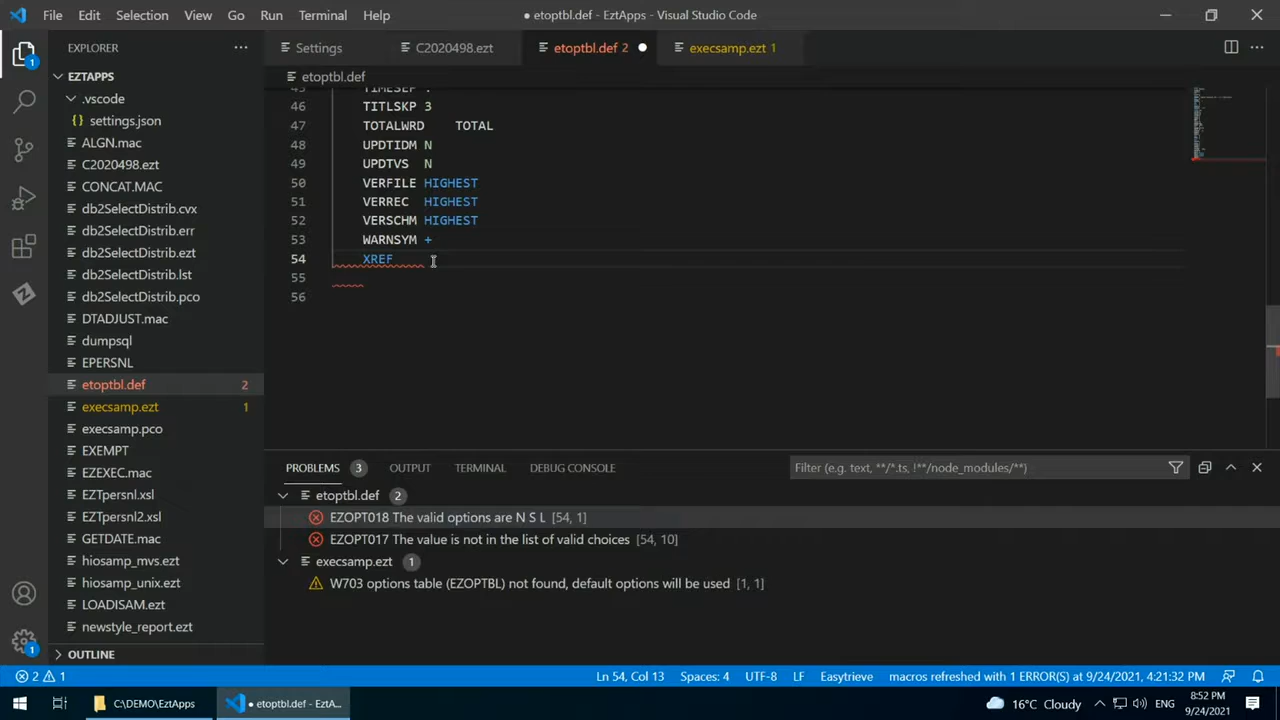 File Edit Selection View Go Run Terminal Help
● etoptbl.def - EztApps - Visual Studio Code
EXPLORER
Settings
C2020498.ezt
etoptbl.def 2
execsamp.ezt 1
etoptbl.def
EZTAPPS
.vscode
{} settings.json
ALGN.mac
C2020498.ezt
CONCAT.MAC
db2SelectDistrib.cvx
db2SelectDistrib.err
db2SelectDistrib.ezt
db2SelectDistrib.lst
db2SelectDistrib.pco
DTADJUST.mac
dumpsql
EPERSNL
etoptbl.def 2
execsamp.ezt 1
execsamp.pco
EXEMPT
EZEXEC.mac
EZTpersnl.xsl
EZTpersnl2.xsl
GETDATE.mac
hiosamp_mvs.ezt
hiosamp_unix.ezt
LOADISAM.ezt
newstyle_report.ezt
OUTLINE
45 TIMESEP :
46 TITLSKP 3
47 TOTALWRD TOTAL
48 UPDTIDM N
49 UPDTVS N
50 VERFILE HIGHEST
51 VERREC HIGHEST
52 VERSCHM HIGHEST
53 WARNSYM +
54 XREF
55
56
PROBLEMS 3 OUTPUT TERMINAL DEBUG CONSOLE
Filter (e.g. text, **/*.ts, !**/node_modules/**)
etoptbl.def 2
EZOPT018 The valid options are N S L [54, 1]
EZOPT017 The value is not in the list of valid choices [54, 10]
execsamp.ezt 1
W703 options table (EZOPTBL) not found, default options will be used [1, 1]
2 1
Ln 54, Col 13 Spaces: 4 UTF-8 LF Easytrieve macros refreshed with 1 ERROR(S) at 9/24/2021, 4:21:32 PM
C:\DEMO\EztApps
● etoptbl.def - EztA...
16°C Cloudy
ENG
8:52 PM
9/24/2021
1
1